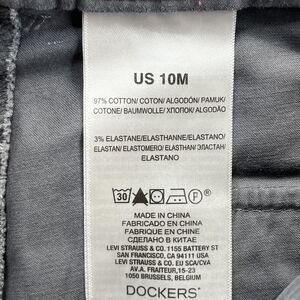 US 10M
97% COTTON/ COTON/ ALGODÓN/ PAMUK/
COTONE/ BAUMWOLLE/ ХЛОПОК/ ALGODÃO
3% ELASTANE/ELASTHANNE/ELASTANO/
ELASTAN/ ELASTOMERO/ ELASTHAN/ ЭЛАСТАН/
ELASTANO
30 P ®
MADE IN CHINA
FABRICADO EN CHINA
FABRIQUE EN CHINE
СДЕЛАНО В КИТАЕ
LEVI STRAUSS & CO. 1155 BATTERY ST
SAN FRANCISCO, CA 94111 USA
LEVI STRAUSS & CO. EU SCA/CVA
AV.A. FRAITEUR,15-23
1050 BRUSSELS, BELGIUM
DOCKERS®